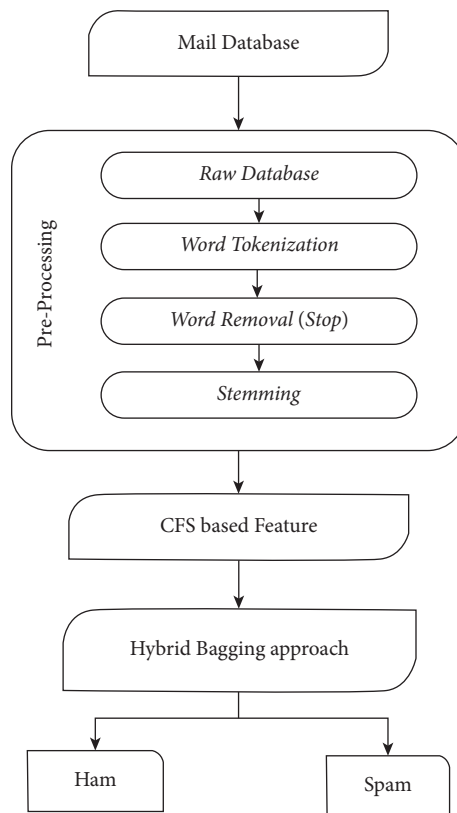 Mail Database
Pre-Processing
Raw Database
Word Tokenization
Word Removal (Stop)
Stemming
CFS based Feature
Hybrid Bagging approach
Ham
Spam